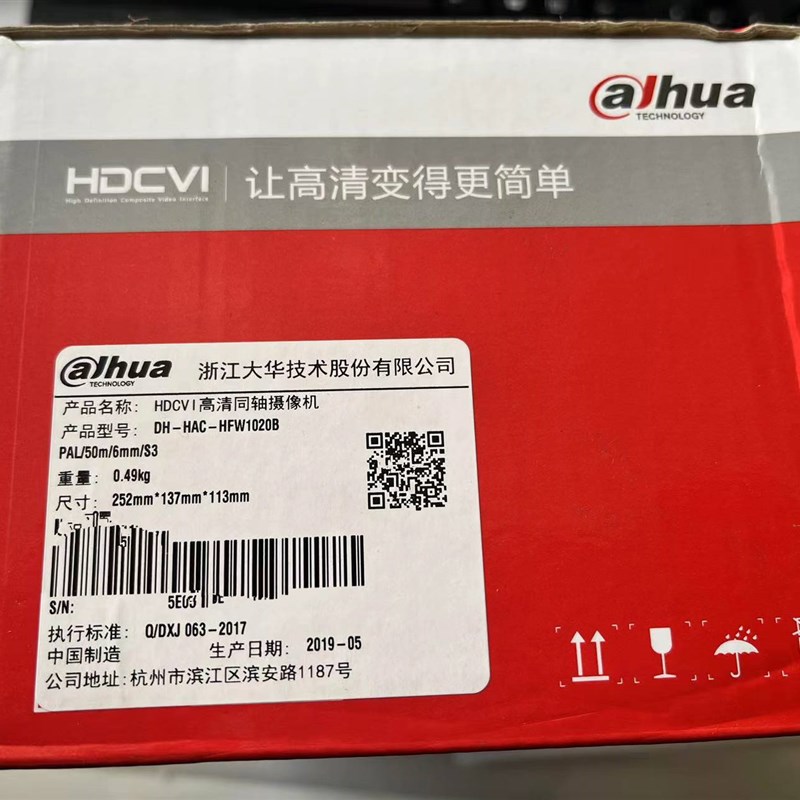 alhua
TECHNOLOGY
HDCVI 让高清变得更简单
High Definition Composite Video Interface
alhua 浙江大华技术股份有限公司
TECHNOLOGY
产品名称: HDCVI高清同轴摄像机
产品型号: DH-HAC-HFW1020B
PAL/50m/6mm/S3
重量: 0.49kg
尺寸: 252mm*137mm*113mm
S/N:
执行标准: Q/DXJ 063-2017
中国制造 生产日期: 2019-05
公司地址:杭州市滨江区滨安路1187号